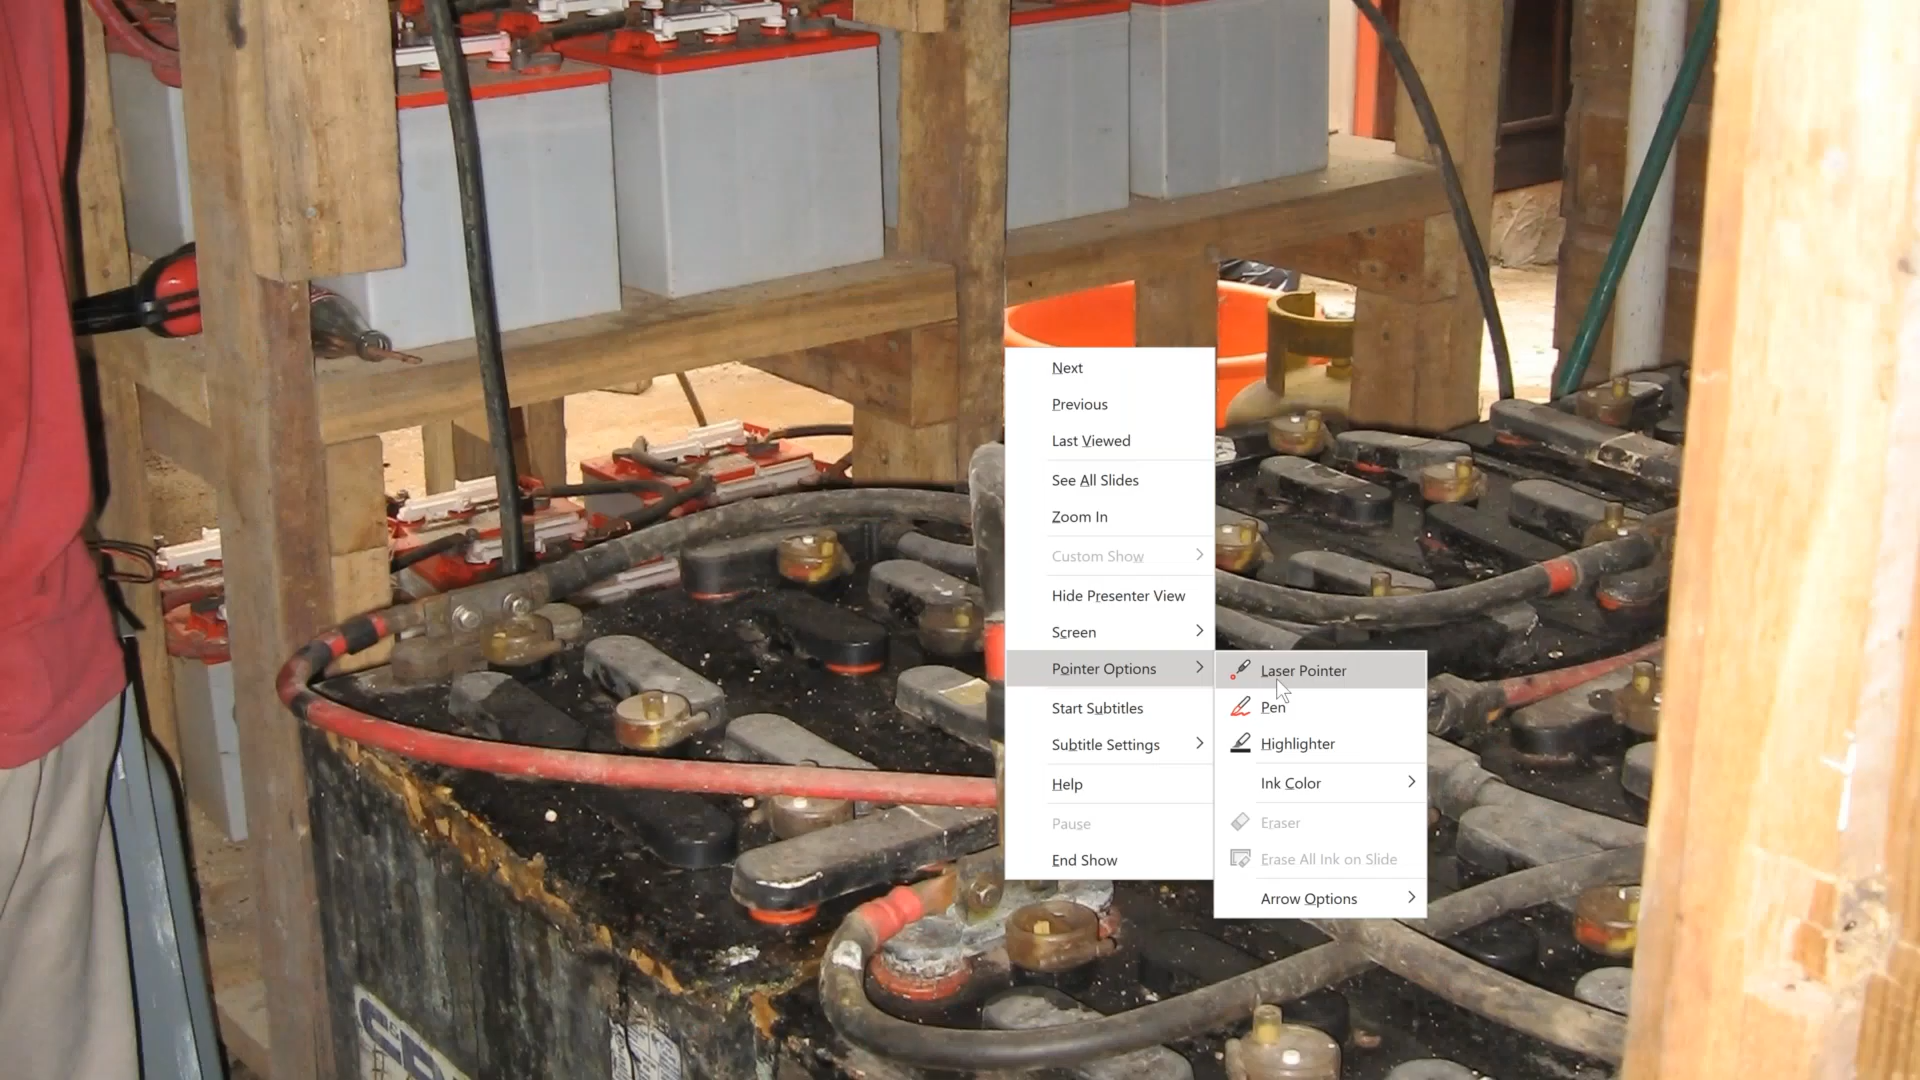 Next
Previous
Last Viewed
See All Slides
Zoom In
Custom Show
Hide Presenter View
Screen
Pointer Options
Start Subtitles
Subtitle Settings
Help
Pause
End Show
Laser Pointer
Pen
Highlighter
Ink Color
Eraser
Erase All Ink on Slide
Arrow Options